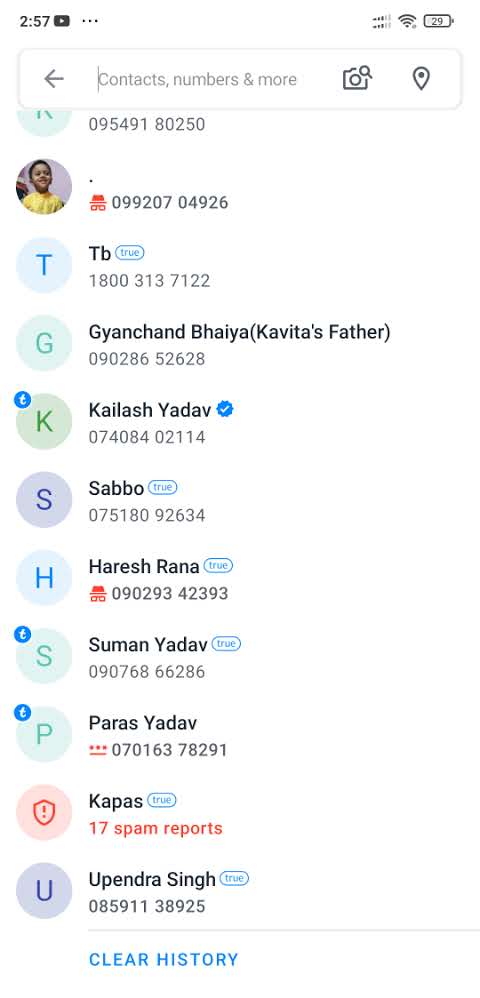 2:57
29
Contacts, numbers & more
095491 80250
.
099207 04926
T
Tb true
1800 313 7122
G
Gyanchand Bhaiya(Kavita's Father)
090286 52628
K
Kailash Yadav
074084 02114
S
Sabbo true
075180 92634
H
Haresh Rana true
090293 42393
S
Suman Yadav true
090768 66286
P
Paras Yadav
*** 070163 78291
Kapas true
17 spam reports
U
Upendra Singh true
085911 38925
CLEAR HISTORY